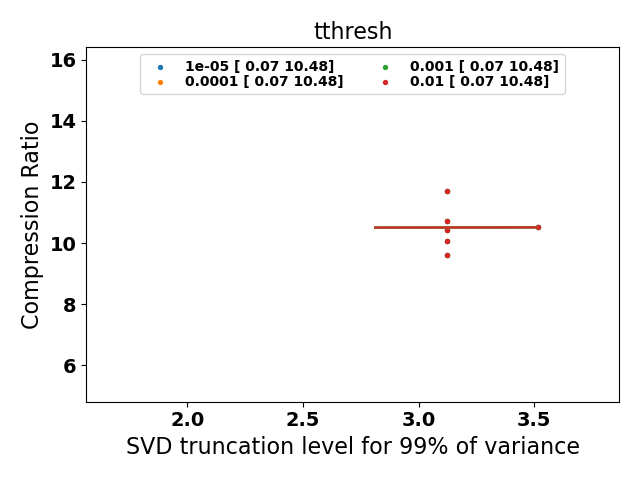 tthresh
1e-05 [ 0.07 10.48]
0.0001 [ 0.07 10.48]
0.001 [ 0.07 10.48]
0.01 [ 0.07 10.48]
Compression Ratio
16
14
12
10
8
6
2.0 2.5 3.0 3.5
SVD truncation level for 99% of variance